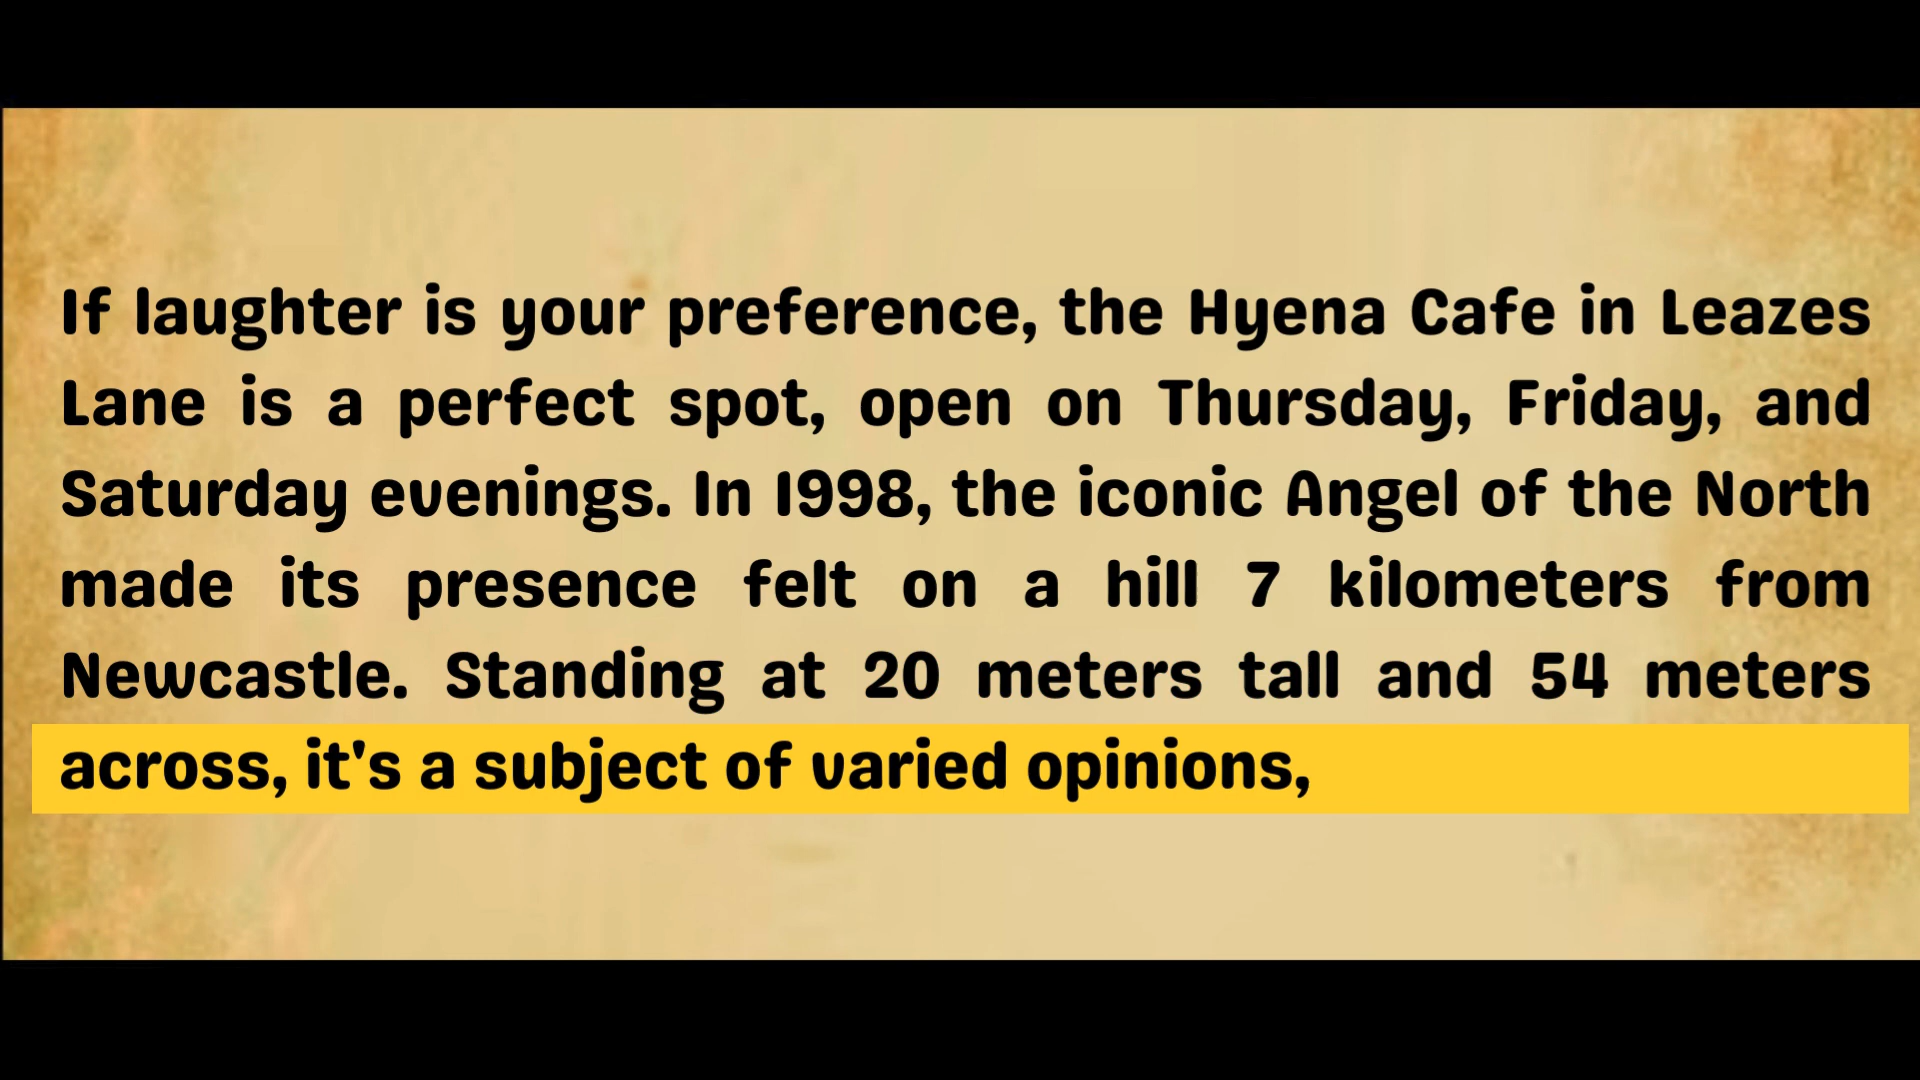 If laughter is your preference, the Hyena Cafe in Leazes
Lane is a perfect spot, open on Thursday, Friday, and
Saturday evenings. In 1998, the iconic Angel of the North
made its presence felt on a hill 7 kilometers from
Newcastle. Standing at 20 meters tall and 54 meters
across, it's a subject of varied opinions,